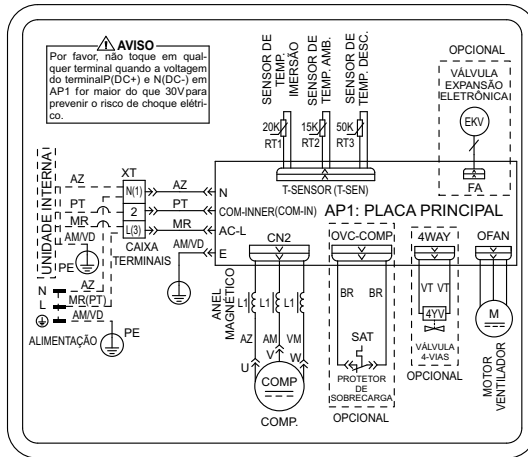 AVISO
Por favor, não toque em qual-
quer terminal quando a voltagem
do terminalP(DC+) e N(DC-) em
AP1 for maior do que 30Vpara
prevenir o risco de choque elétri-
co.
SENSOR DE
TEMP.
IMERSÃO
SENSOR DE
TEMP. AMB.
SENSOR DE
TEMP. DESC.
20K
RT1
15K
RT2
50K
RT3
OPCIONAL
VÁLVULA
EXPANSÃO
ELETRÔNICA
EKV
FA
T-SENSOR (T-SEN)
UNIDADE INTERNA
XT
AZ
N(1)
AZ
N
PT
2
PT
COM-INNER(COM-IN)
AP1: PLACA PRINCIPAL
MR
L(3)
MR
AC-L
AM/VD
PE
CAIXA
TERMINAIS
AM/VD
E
CN2
OVC-COMP
4WAY
OFAN
N
AZ
L
MR(PT)
AM/VD
ALIMENTAÇÃO
PE
ANEL
MAGNÉTICO
L1
L1
L1
AZ
AM
VM
U
V
W
COMP
COMP.
BR
BR
SAT
PROTETOR
DE
SOBRECARGA
OPCIONAL
VT
VT
4YV
VÁLVULA
4-VIAS
OPCIONAL
M
MOTOR
VENTILADOR